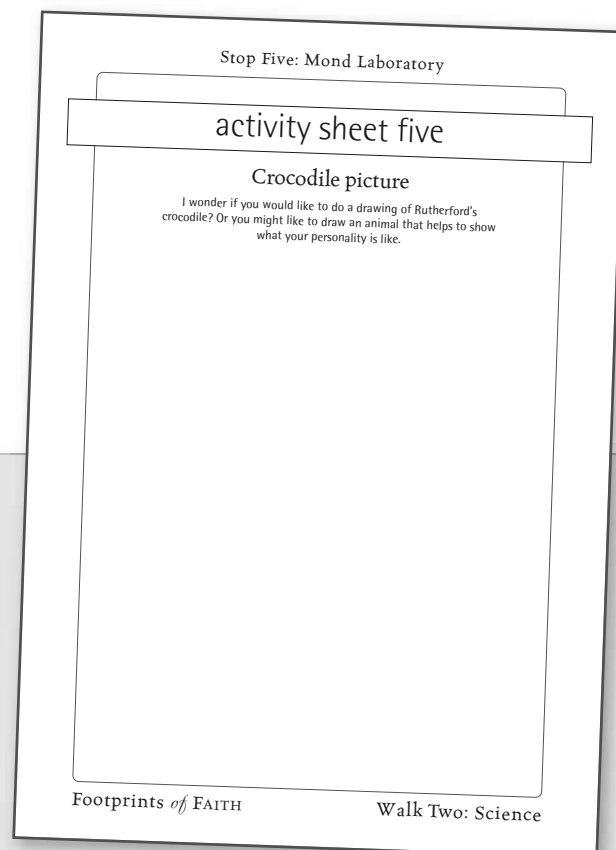 Stop Five: Mond Laboratory
activity sheet five
Crocodile picture
I wonder if you would like to do a drawing of Rutherford's
crocodile? Or you might like to draw an animal that helps to show
what your personality is like.
Footprints of FAITH
Walk Two: Science